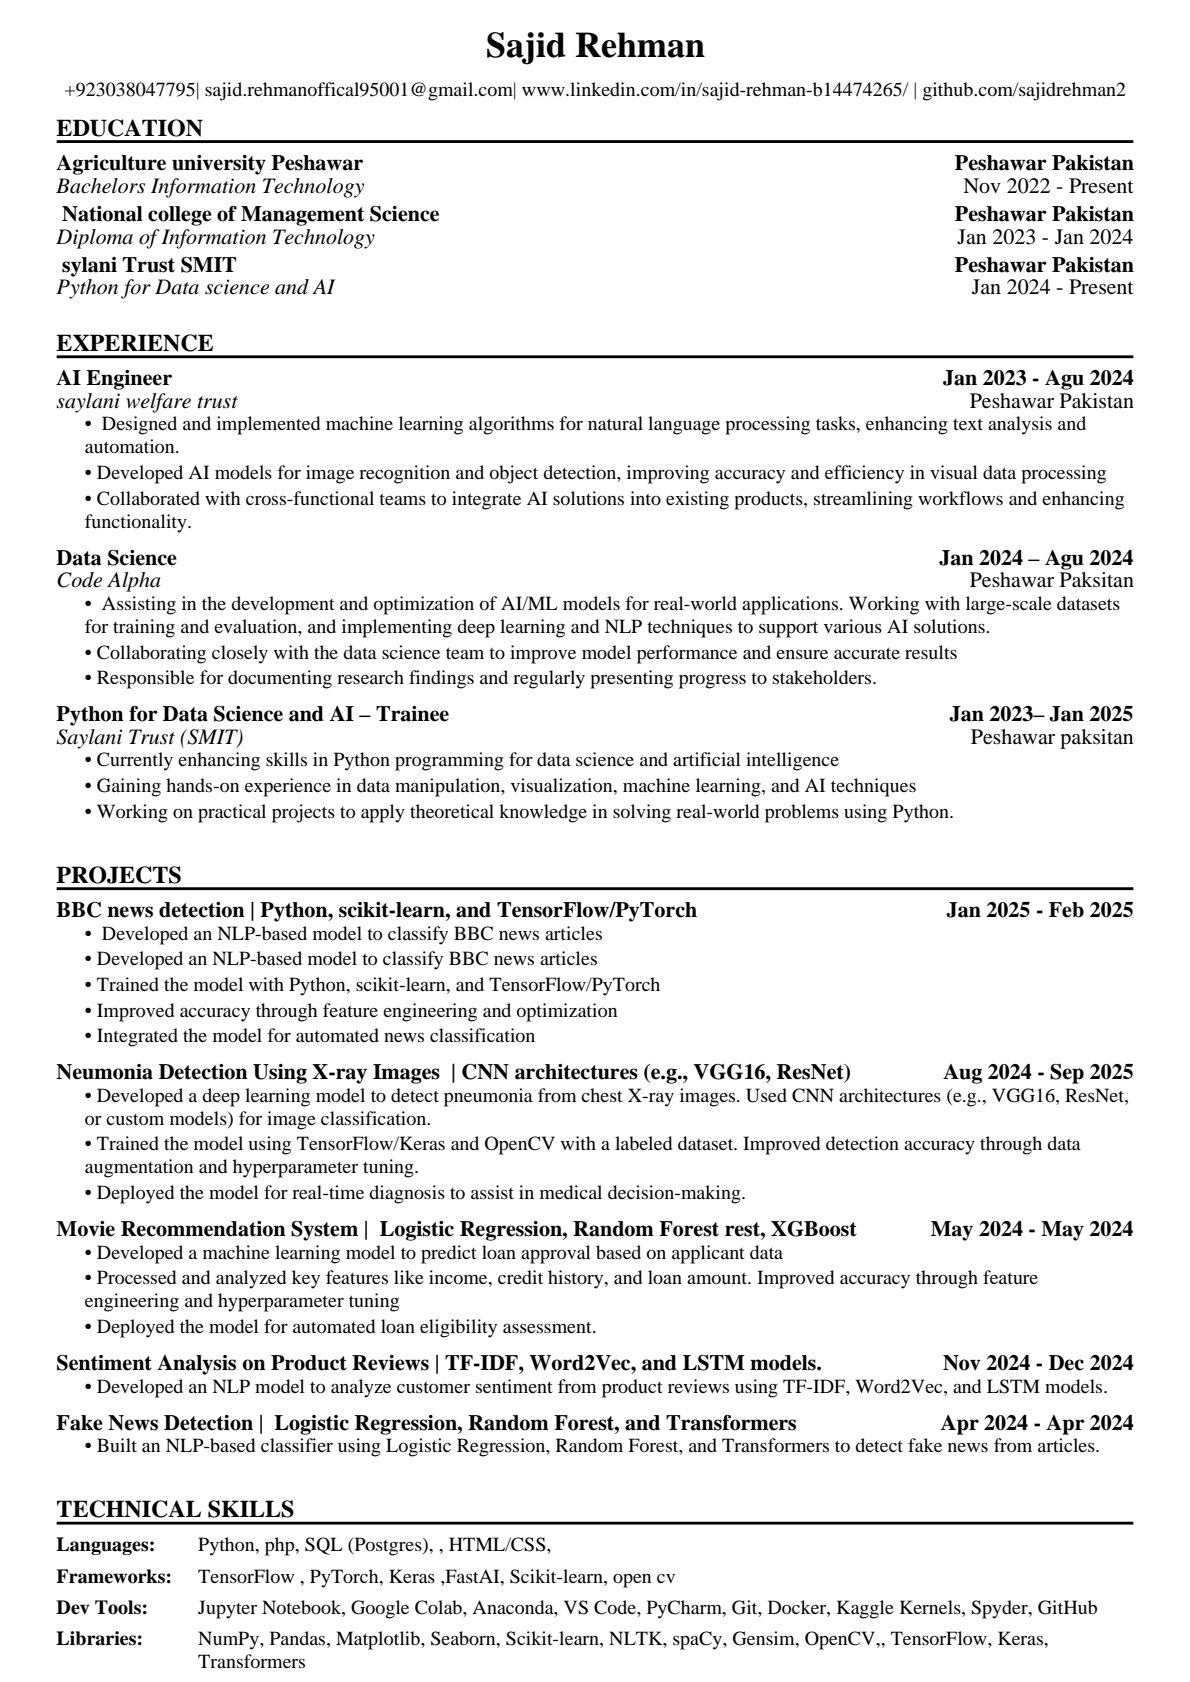 Sajid Rehman
+923038047795| sajid.rehmanoffical95001@gmail.com| www.linkedin.com/in/sajid-rehman-b14474265/ | github.com/sajidrehman2
EDUCATION
Agriculture university Peshawar Peshawar Pakistan
Bachelors Information Technology Nov 2022 - Present
National college of Management Science Peshawar Pakistan
Diploma of Information Technology Jan 2023 - Jan 2024
sylani Trust SMIT Peshawar Pakistan
Python for Data science and AI Jan 2024 - Present
EXPERIENCE
AI Engineer Jan 2023 - Agu 2024
saylani welfare trust Peshawar Pakistan
• Designed and implemented machine learning algorithms for natural language processing tasks, enhancing text analysis and
automation.
• Developed AI models for image recognition and object detection, improving accuracy and efficiency in visual data processing
• Collaborated with cross-functional teams to integrate AI solutions into existing products, streamlining workflows and enhancing
functionality.
Data Science Jan 2024 – Agu 2024
Code Alpha Peshawar Paksitan
• Assisting in the development and optimization of AI/ML models for real-world applications. Working with large-scale datasets
for training and evaluation, and implementing deep learning and NLP techniques to support various AI solutions.
• Collaborating closely with the data science team to improve model performance and ensure accurate results
• Responsible for documenting research findings and regularly presenting progress to stakeholders.
Python for Data Science and AI – Trainee Jan 2023– Jan 2025
Saylani Trust (SMIT) Peshawar paksitan
• Currently enhancing skills in Python programming for data science and artificial intelligence
• Gaining hands-on experience in data manipulation, visualization, machine learning, and AI techniques
• Working on practical projects to apply theoretical knowledge in solving real-world problems using Python.
PROJECTS
BBC news detection | Python, scikit-learn, and TensorFlow/PyTorch Jan 2025 - Feb 2025
• Developed an NLP-based model to classify BBC news articles
• Developed an NLP-based model to classify BBC news articles
• Trained the model with Python, scikit-learn, and TensorFlow/PyTorch
• Improved accuracy through feature engineering and optimization
• Integrated the model for automated news classification
Neumonia Detection Using X-ray Images | CNN architectures (e.g., VGG16, ResNet) Aug 2024 - Sep 2025
• Developed a deep learning model to detect pneumonia from chest X-ray images. Used CNN architectures (e.g., VGG16, ResNet,
or custom models) for image classification.
• Trained the model using TensorFlow/Keras and OpenCV with a labeled dataset. Improved detection accuracy through data
augmentation and hyperparameter tuning.
• Deployed the model for real-time diagnosis to assist in medical decision-making.
Movie Recommendation System | Logistic Regression, Random Forest rest, XGBoost May 2024 - May 2024
• Developed a machine learning model to predict loan approval based on applicant data
• Processed and analyzed key features like income, credit history, and loan amount. Improved accuracy through feature
engineering and hyperparameter tuning
• Deployed the model for automated loan eligibility assessment.
Sentiment Analysis on Product Reviews | TF-IDF, Word2Vec, and LSTM models. Nov 2024 - Dec 2024
• Developed an NLP model to analyze customer sentiment from product reviews using TF-IDF, Word2Vec, and LSTM models.
Fake News Detection | Logistic Regression, Random Forest, and Transformers Apr 2024 - Apr 2024
• Built an NLP-based classifier using Logistic Regression, Random Forest, and Transformers to detect fake news from articles.
TECHNICAL SKILLS
Languages: Python, php, SQL (Postgres), , HTML/CSS,
Frameworks: TensorFlow , PyTorch, Keras ,FastAI, Scikit-learn, open cv
Dev Tools: Jupyter Notebook, Google Colab, Anaconda, VS Code, PyCharm, Git, Docker, Kaggle Kernels, Spyder, GitHub
Libraries: NumPy, Pandas, Matplotlib, Seaborn, Scikit-learn, NLTK, spaCy, Gensim, OpenCV,, TensorFlow, Keras,
Transformers